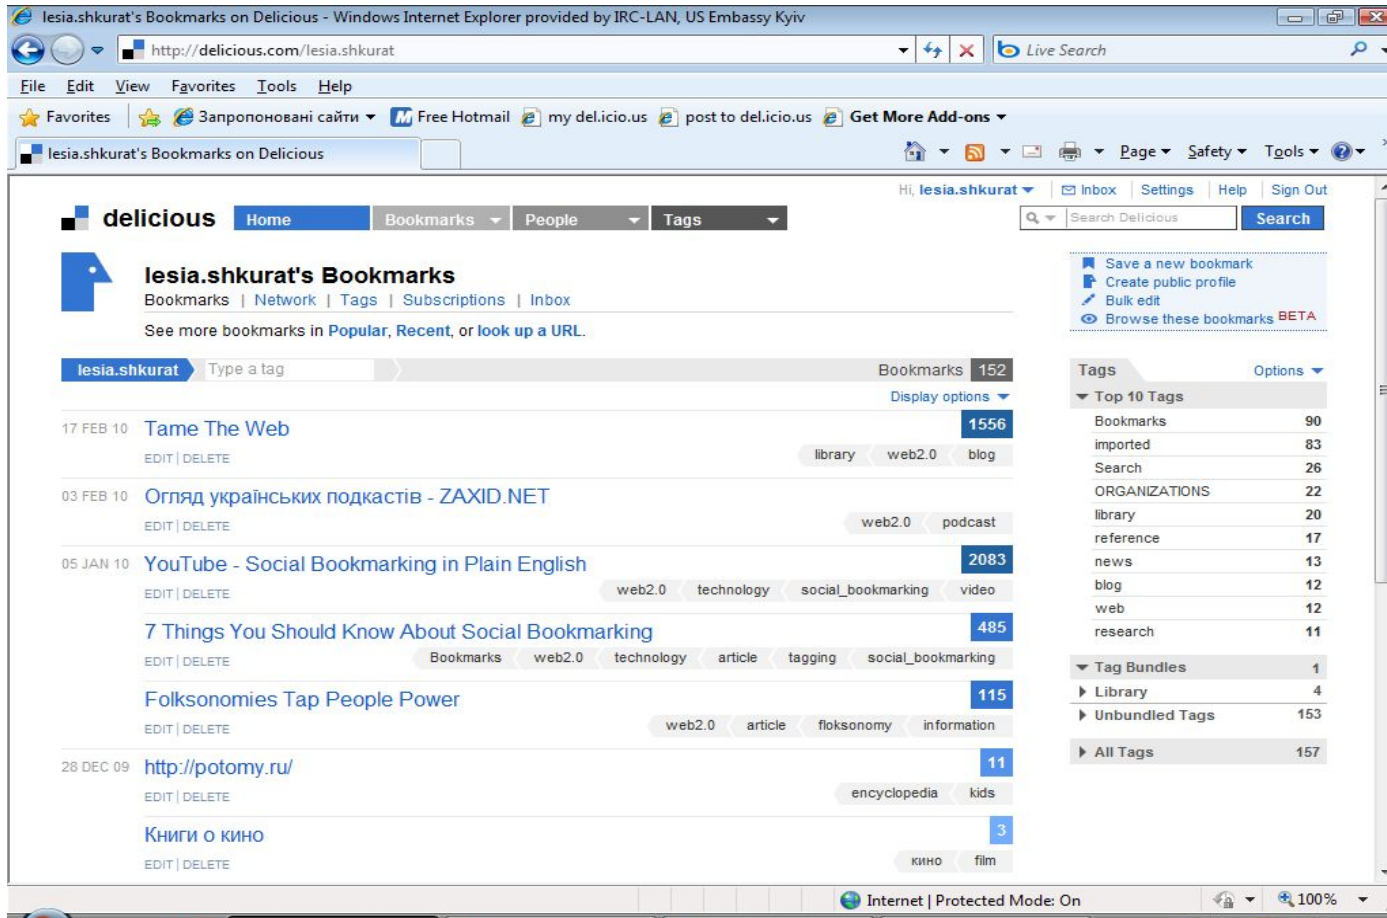 lesia.shkurat's Bookmarks on Delicious - Windows Internet Explorer provided by IRC-LAN, US Embassy Kyiv
http://delicious.com/lesia.shkurat
Live Search
File Edit View Favorites Tools Help
Favorites Запропоновані сайти Free Hotmail my del.icio.us post to del.icio.us Get More Add-ons
lesia.shkurat's Bookmarks on Delicious Page Safety Tools
Hi, lesia.shkurat Inbox Settings Help Sign Out
delicious Home Bookmarks People Tags Search Delicious Search
lesia.shkurat's Bookmarks
Bookmarks | Network | Tags | Subscriptions | Inbox
See more bookmarks in Popular, Recent, or look up a URL.
Save a new bookmark
Create public profile
Bulk edit
Browse these bookmarks BETA
lesia.shkurat Type a tag Bookmarks 152
Display options
17 FEB 10 Tame The Web 1556
EDIT | DELETE library web2.0 blog
03 FEB 10 Огляд українських подкастів - ZAXID.NET
EDIT | DELETE web2.0 podcast
05 JAN 10 YouTube - Social Bookmarking in Plain English 2083
EDIT | DELETE web2.0 technology social_bookmarking video
7 Things You Should Know About Social Bookmarking 485
EDIT | DELETE Bookmarks web2.0 technology article tagging social_bookmarking
Folksonomies Tap People Power 115
EDIT | DELETE web2.0 article floksonomy information
28 DEC 09 http://potomy.ru/ 11
EDIT | DELETE encyclopedia kids
Книги о кино 3
EDIT | DELETE кино film
Tags Options
Top 10 Tags
Bookmarks 90
imported 83
Search 26
ORGANIZATIONS 22
library 20
reference 17
news 13
blog 12
web 12
research 11
Tag Bundles 1
Library 4
Unbundled Tags 153
All Tags 157
Internet | Protected Mode: On 100%